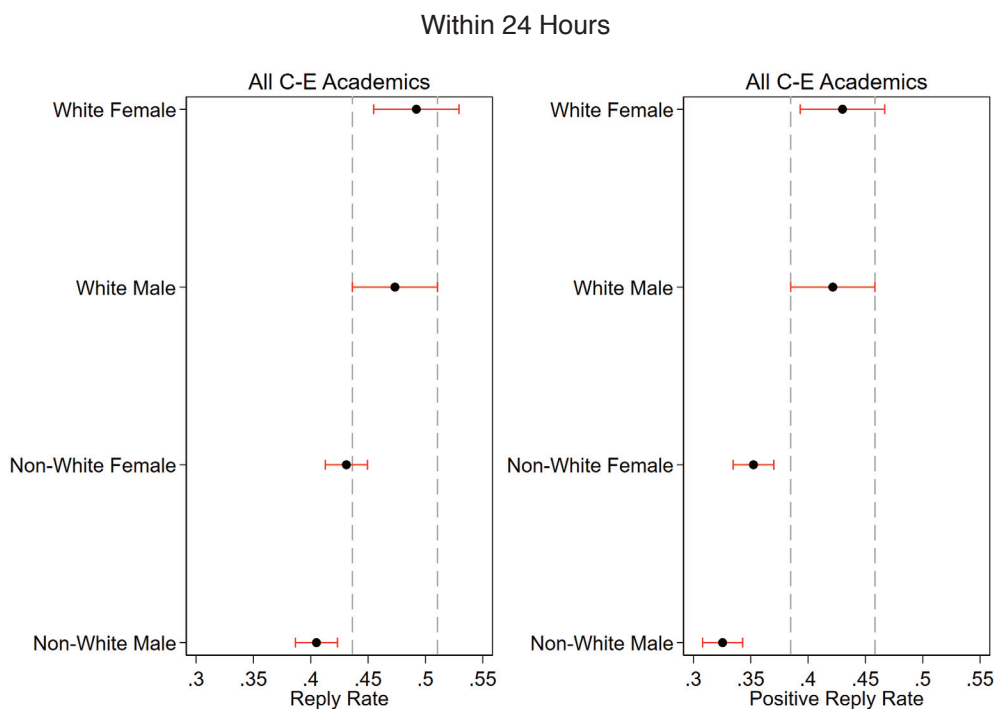 Within 24 Hours
All C-E Academics
White Female
White Male
Non-White Female
Non-White Male
.3 .35 .4 .45 .5 .55
Reply Rate
All C-E Academics
White Female
White Male
Non-White Female
Non-White Male
.3 .35 .4 .45 .5 .55
Positive Reply Rate